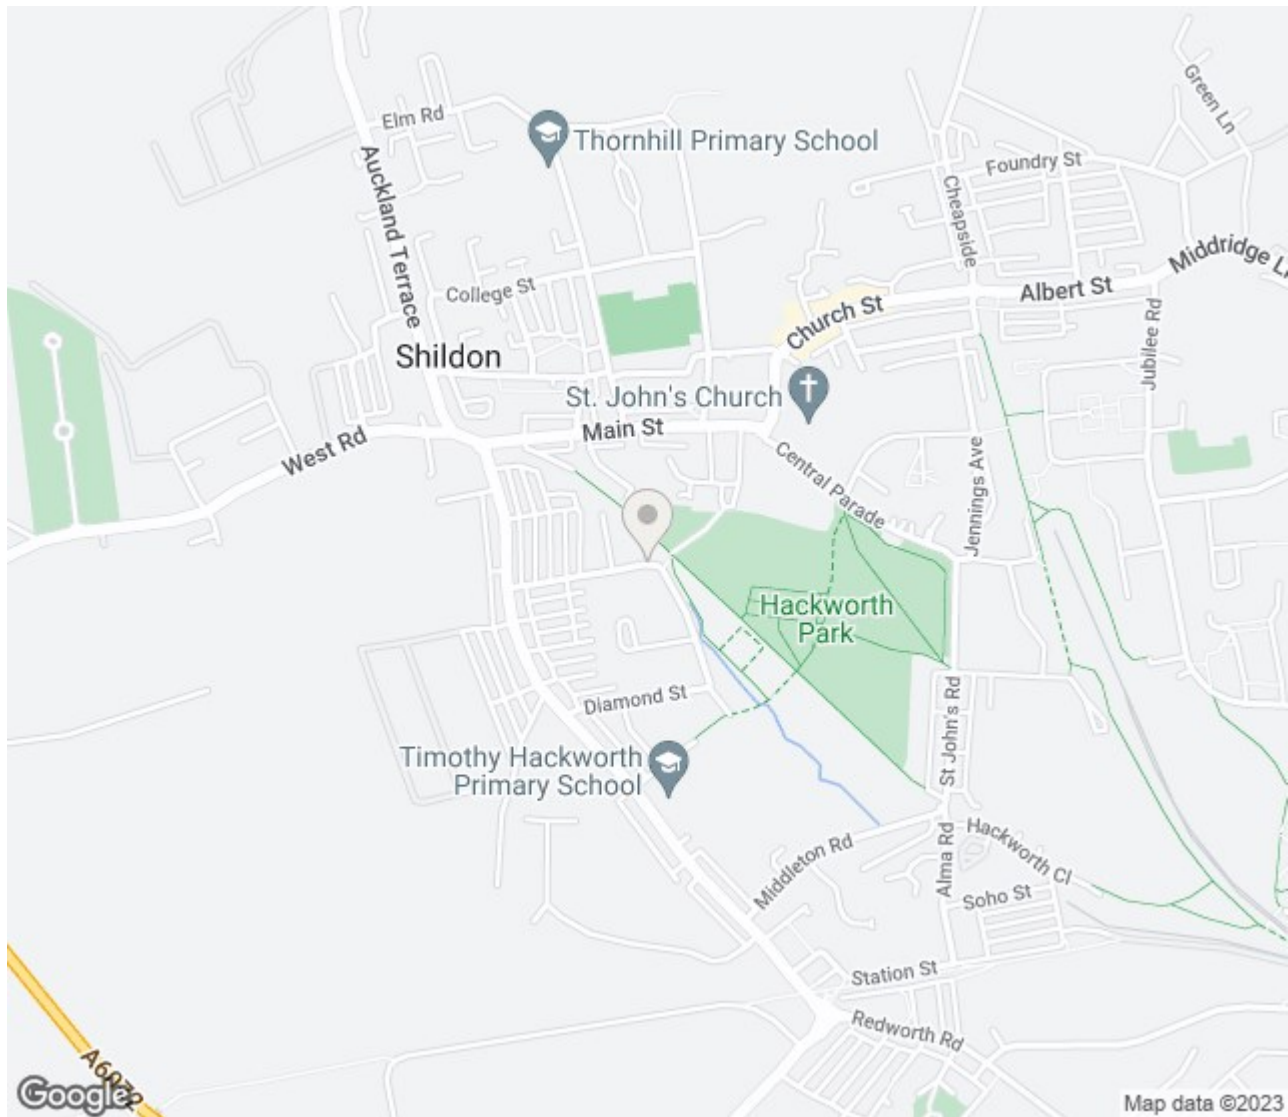 Green Ln
Elm Rd
Thornhill Primary School
Foundry St
Auckland Terrace
Cheapside
Middridge L
College St
Albert St
Church St
Jubilee Rd
Shildon
St. John's Church
Main St
West Rd
Central Parade
Jennings Ave
Hackworth
Park
Diamond St
St John's Rd
Timothy Hackworth
Primary School
Middleton Rd
Alma Rd
Hackworth Cl
Soho St
Station St
Redworth Rd
A6072
Google
Map data ©2023